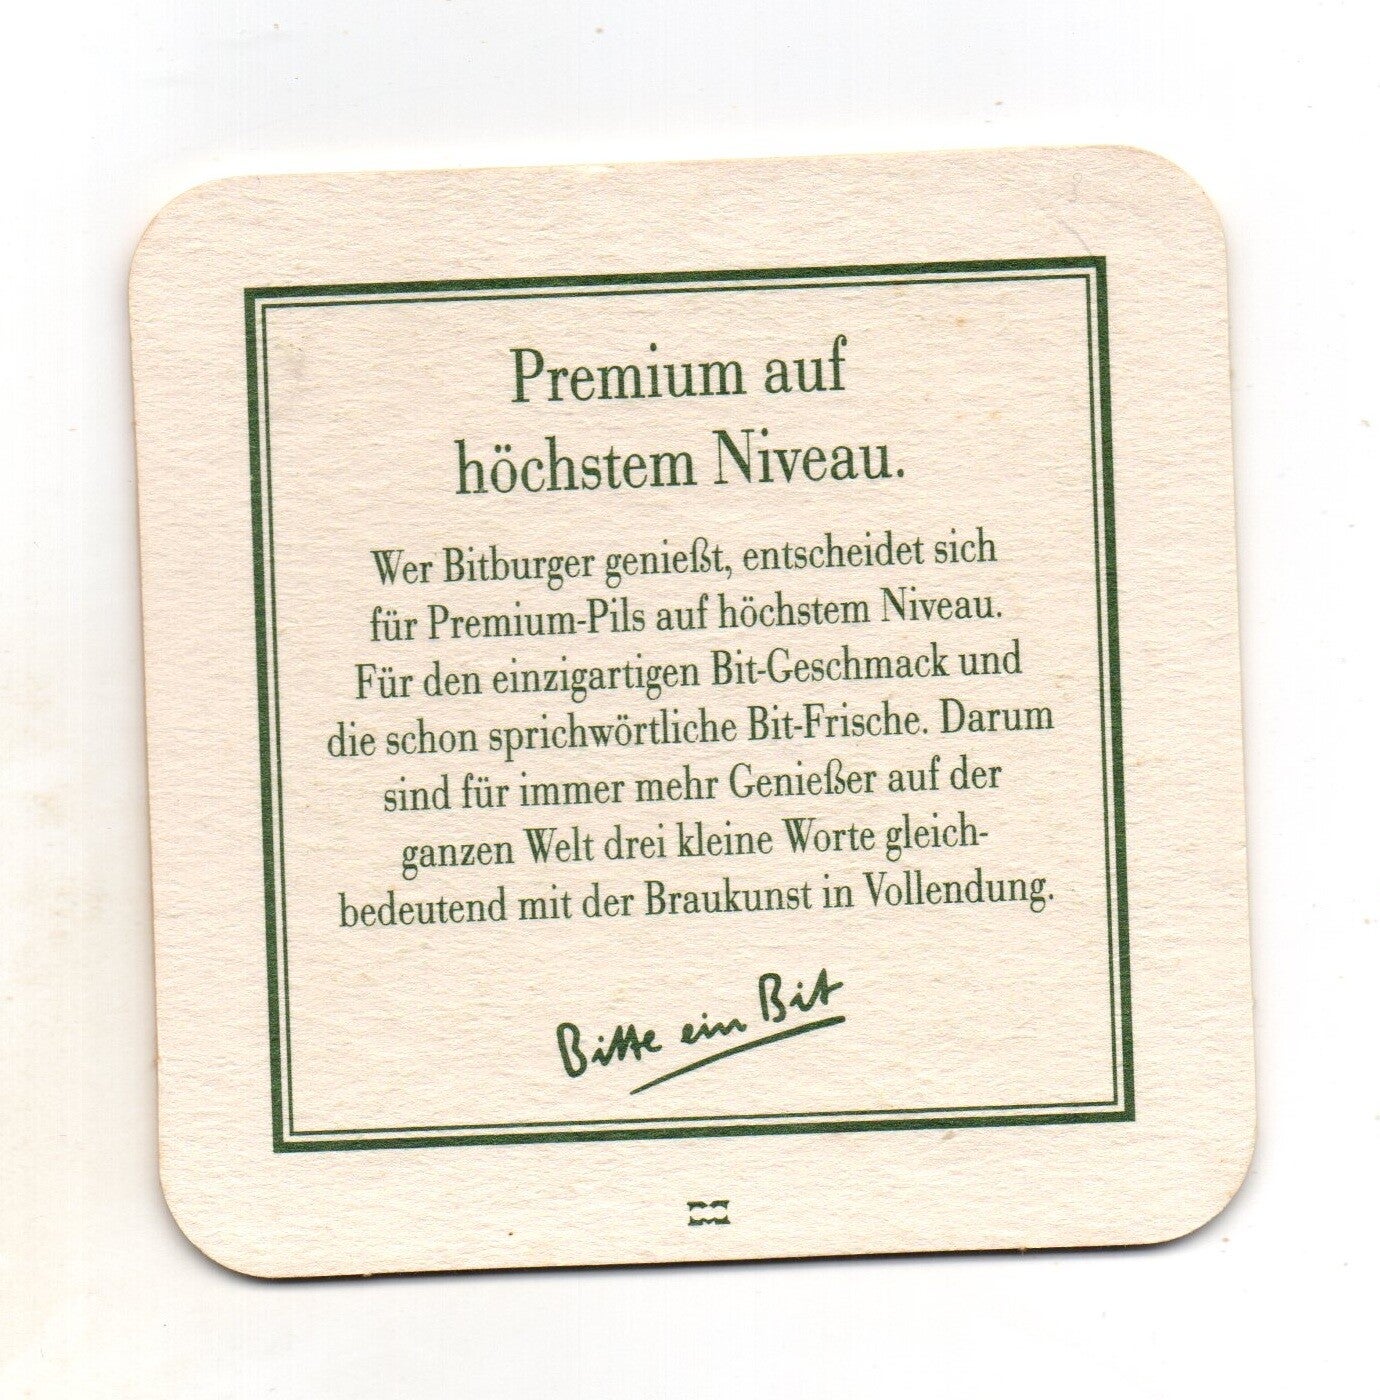 Premium auf
höchstem Niveau.
Wer Bitburger genießt, entscheidet sich
für Premium-Pils auf höchstem Niveau.
Für den einzigartigen Bit-Geschmack und
die schon sprichwörtliche Bit-Frische. Darum
sind für immer mehr Genießer auf der
ganzen Welt drei kleine Worte gleich-
bedeutend mit der Braukunst in Vollendung.
Bitte ein Bit